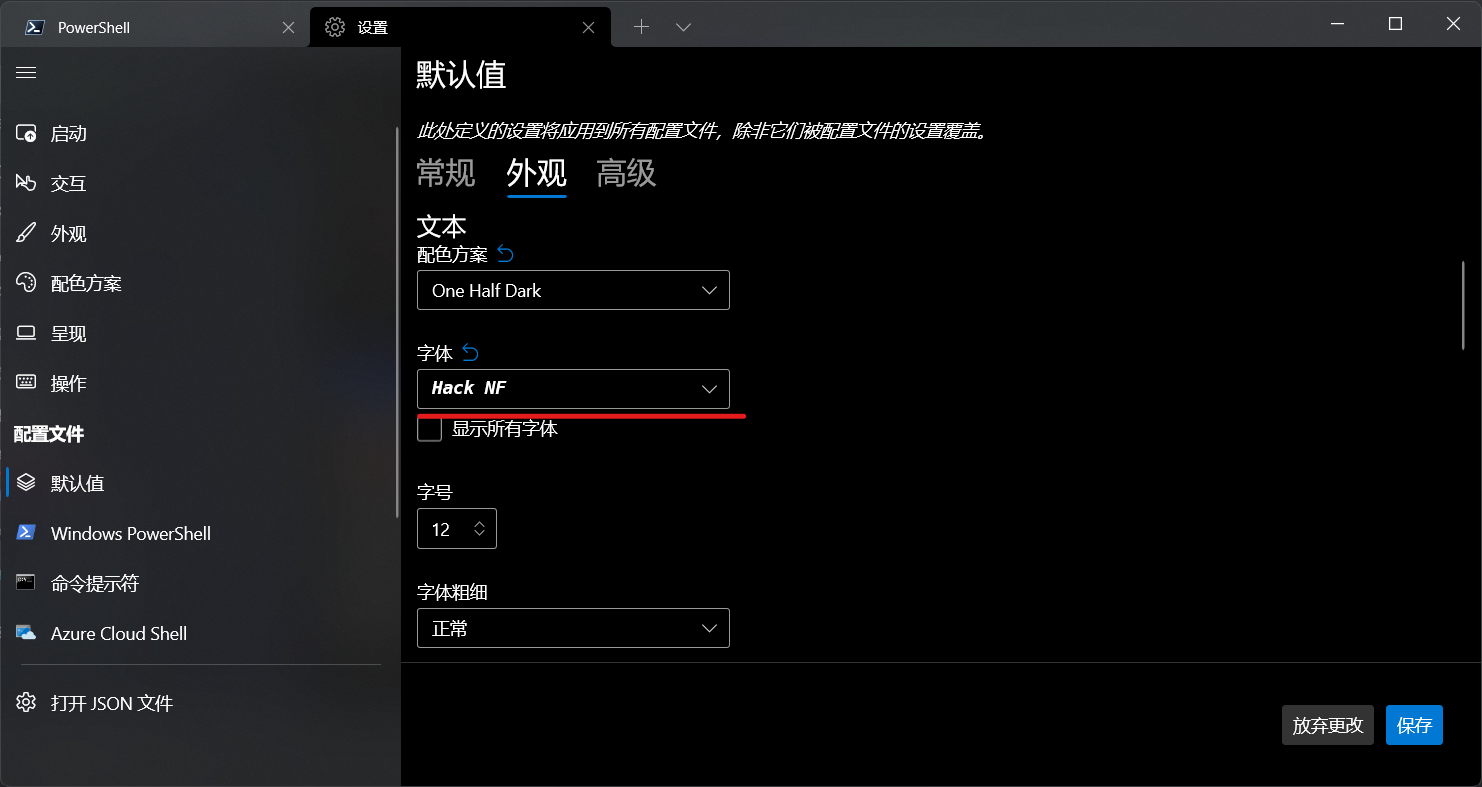 PowerShell
设置
启动
交互
外观
配色方案
呈现
操作
配置文件
默认值
Windows PowerShell
命令提示符
Azure Cloud Shell
打开 JSON 文件
默认值
此处定义的设置将应用到所有配置文件，除非它们被配置文件的设置覆盖。
常规 外观 高级
文本
配色方案
One Half Dark
字体
Hack NF
显示所有字体
字号
12
字体粗细
正常
放弃更改 保存